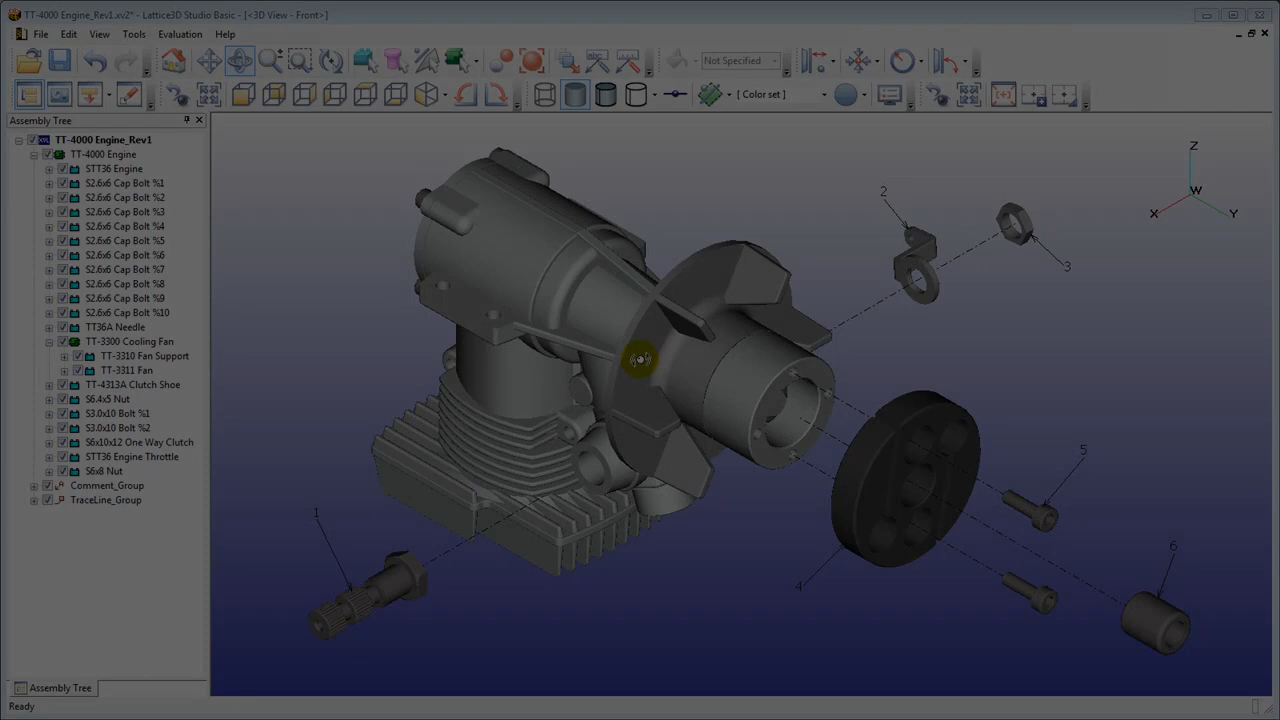 TT-4000 Engine_Rev1.xv2* - Lattice3D Studio Basic - [<3D View - Front>]
File Edit View Tools Evaluation Help
Not Specified
[ Color set ]
Assembly Tree
TT-4000 Engine_Rev1
TT-4000 Engine
STT36 Engine
S2.6x6 Cap Bolt %1
S2.6x6 Cap Bolt %2
S2.6x6 Cap Bolt %3
S2.6x6 Cap Bolt %4
S2.6x6 Cap Bolt %5
S2.6x6 Cap Bolt %6
S2.6x6 Cap Bolt %7
S2.6x6 Cap Bolt %8
S2.6x6 Cap Bolt %9
S2.6x6 Cap Bolt %10
TT36A Needle
TT-3300 Cooling Fan
TT-3310 Fan Support
TT-3311 Fan
TT-4313A Clutch Shoe
S6.4x5 Nut
S3.0x10 Bolt %1
S3.0x10 Bolt %2
S6x10x12 One Way Clutch
STT36 Engine Throttle
S6x8 Nut
Comment_Group
TraceLine_Group
Z
W
X
Y
2
3
5
1
6
4
Assembly Tree
Ready